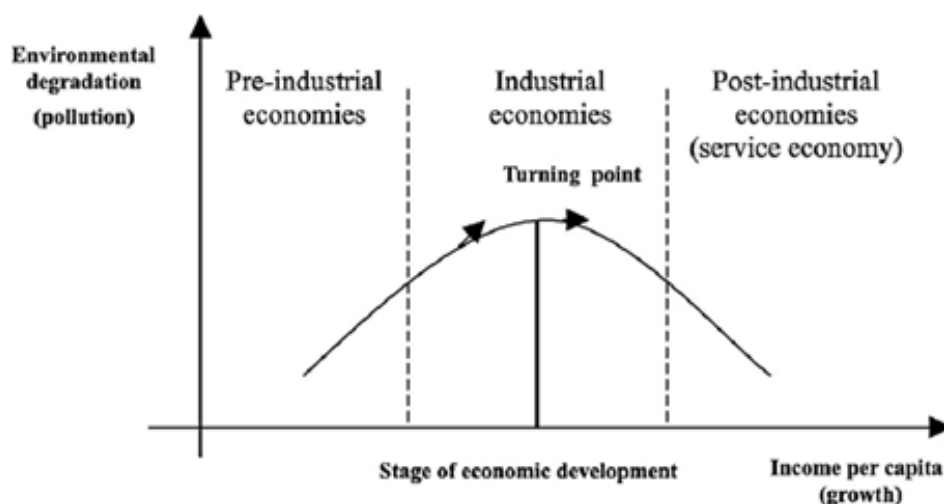 Environmental
degradation
(pollution)
Pre-industrial
economies
Industrial
economies
Post-industrial
economies
(service economy)
Turning point
Stage of economic development
Income per capita
(growth)